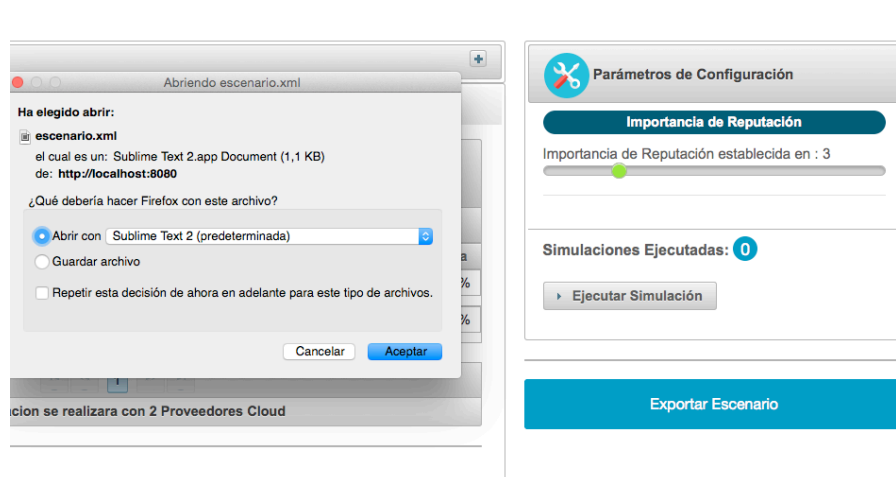 Abriendo escenario.xml
Ha elegido abrir:
escenario.xml
el cual es un: Sublime Text 2.app Document (1,1 KB)
de: http://localhost:8080
¿Qué debería hacer Firefox con este archivo?
Abrir con Sublime Text 2 (predeterminada)
Guardar archivo
Repetir esta decisión de ahora en adelante para este tipo de archivos.
Cancelar Aceptar
a
%
%
1
cion se realizara con 2 Proveedores Cloud
Parámetros de Configuración
Importancia de Reputación
Importancia de Reputación establecida en : 3
Simulaciones Ejecutadas: 0
Ejecutar Simulación
Exportar Escenario